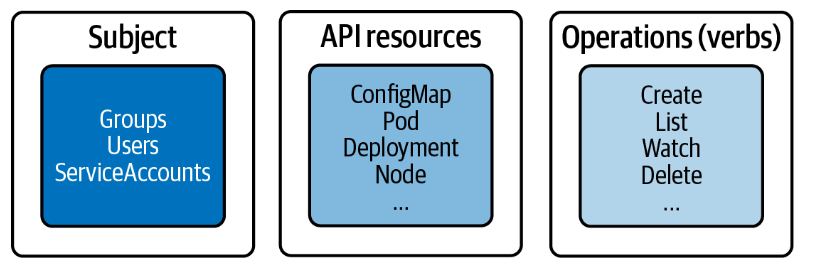 Subject
Groups
Users
ServiceAccounts
API resources
ConfigMap
Pod
Deployment
Node
...
Operations (verbs)
Create
List
Watch
Delete
...